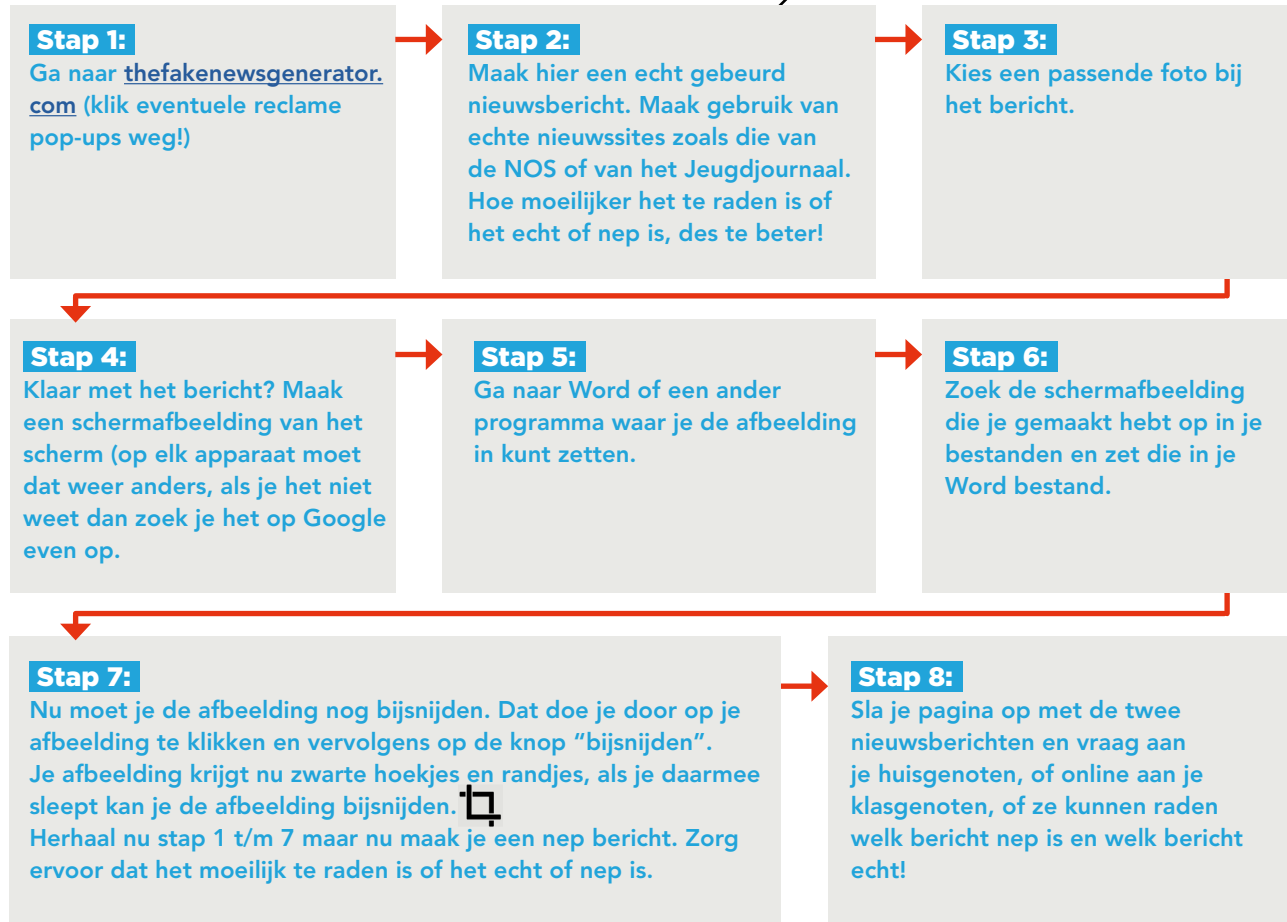 Stap 1:
Ga naar thefakenewsgenerator.
com (klik eventuele reclame
pop-ups weg!)
Stap 2:
Maak hier een echt gebeurd
nieuwsbericht. Maak gebruik van
echte nieuwssites zoals die van
de NOS of van het Jeugdjournaal.
Hoe moeilijker het te raden is of
het echt of nep is, des te beter!
Stap 3:
Kies een passende foto bij
het bericht.
Stap 4:
Klaar met het bericht? Maak
een schermafbeelding van het
scherm (op elk apparaat moet
dat weer anders, als je het niet
weet dan zoek je het op Google
even op.
Stap 5:
Ga naar Word of een ander
programma waar je de afbeelding
in kunt zetten.
Stap 6:
Zoek de schermafbeelding
die je gemaakt hebt op in je
bestanden en zet die in je
Word bestand.
Stap 7:
Nu moet je de afbeelding nog bijsnijden. Dat doe je door op je
afbeelding te klikken en vervolgens op de knop “bijsnijden”.
Je afbeelding krijgt nu zwarte hoekjes en randjes, als je daarmee
sleept kan je de afbeelding bijsnijden.
Herhaal nu stap 1 t/m 7 maar nu maak je een nep bericht. Zorg
ervoor dat het moeilijk te raden is of het echt of nep is.
Stap 8:
Sla je pagina op met de twee
nieuwsberichten en vraag aan
je huisgenoten, of online aan je
klasgenoten, of ze kunnen raden
welk bericht nep is en welk bericht
echt!